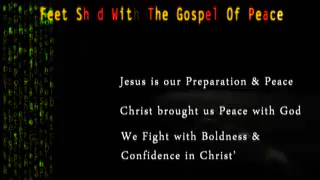 Feet Sh d With The Gospel Of Peace
Jesus is our Preparation & Peace
Christ brought us Peace with God
We Fight with Boldness &
Confidence in Christ'